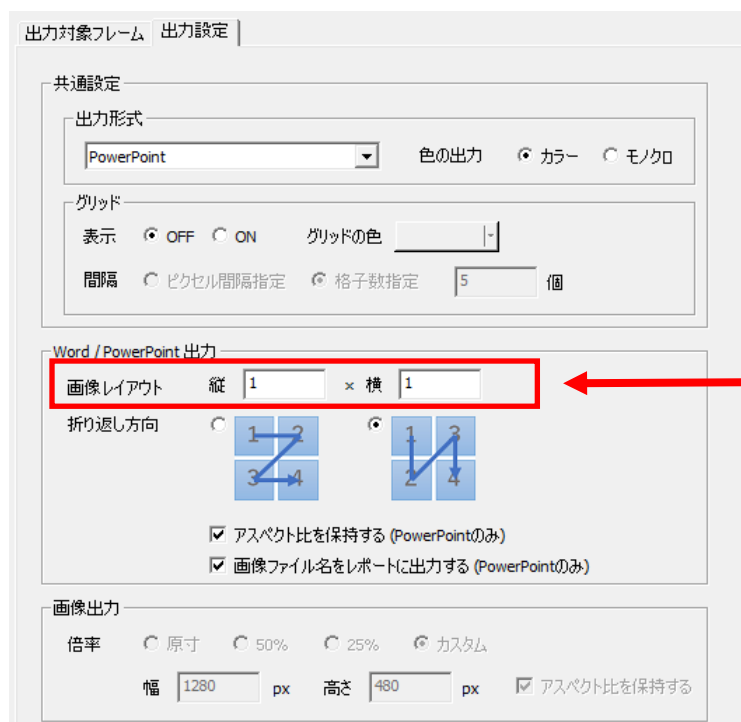 出力対象フレーム 出力設定
共通設定
出力形式
PowerPoint 色の出力 カラー モノクロ
グリッド
表示 OFF ON グリッドの色
間隔 ピクセル間隔指定 格子数指定 5 個
Word / PowerPoint 出力
画像レイアウト 縦 1 × 横 1
折り返し方向
1 2 1 3
3 4 2 4
アスペクト比を保持する (PowerPointのみ)
画像ファイル名をレポートに出力する (PowerPointのみ)
画像出力
倍率 原寸 50% 25% カスタム
幅 1280 px 高さ 480 px アスペクト比を保持する